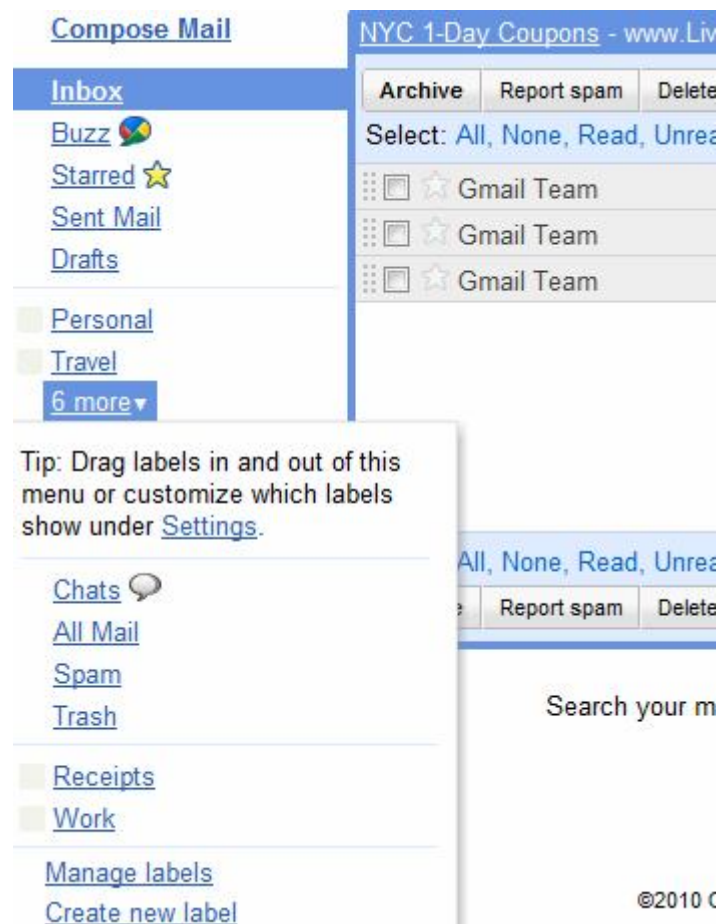 Compose Mail
Inbox
Buzz
Starred
Sent Mail
Drafts
Personal
Travel
6 more▾
Tip: Drag labels in and out of this
menu or customize which labels
show under Settings.
Chats
All Mail
Spam
Trash
Receipts
Work
Manage labels
Create new label
NYC 1-Day Coupons - www.Liv
Archive Report spam Delete
Select: All, None, Read, Unrea
Gmail Team
Gmail Team
Gmail Team
All, None, Read, Unrea
Report spam Delete
Search your m
©2010